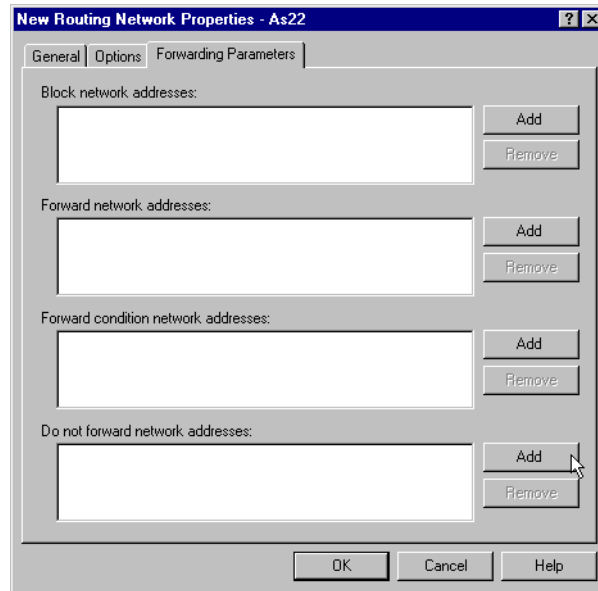 New Routing Network Properties - As22
General Options Forwarding Parameters
Block network addresses:
Add
Remove
Forward network addresses:
Add
Remove
Forward condition network addresses:
Add
Remove
Do not forward network addresses:
Add
Remove
OK Cancel Help